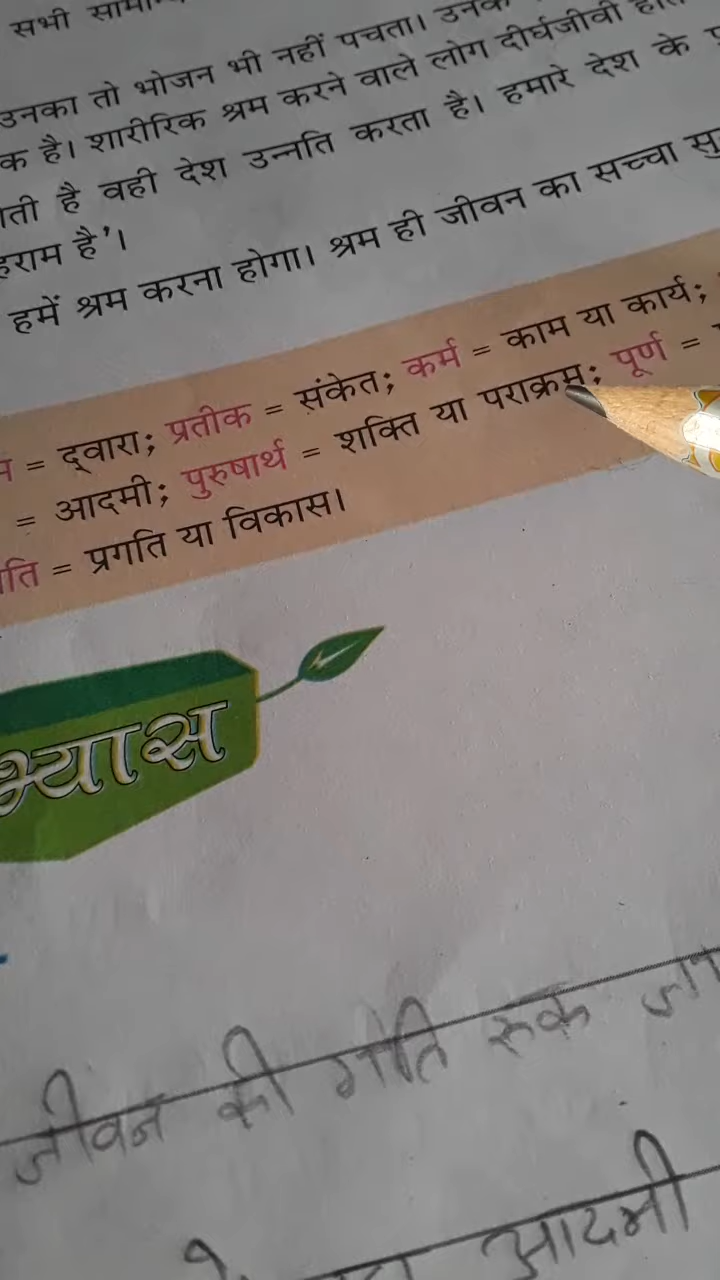 सभी
उनका तो भोजन भी नहीं पचता। उनके
क है। शारीरिक श्रम करने वाले लोग दीर्घजीवी होते
ती है वही देश उन्नति करता है। हमारे देश के
हराम है'।
हमें श्रम करना होगा। श्रम ही जीवन का सच्चा
= द्वारा; प्रतीक = संकेत; कर्म = काम या कार्य;
= आदमी; पुरुषार्थ = शक्ति या पराक्रम; पूर्ण =
ति = प्रगति या विकास।
भ्यास
जीवन की गति रुक
आदमी